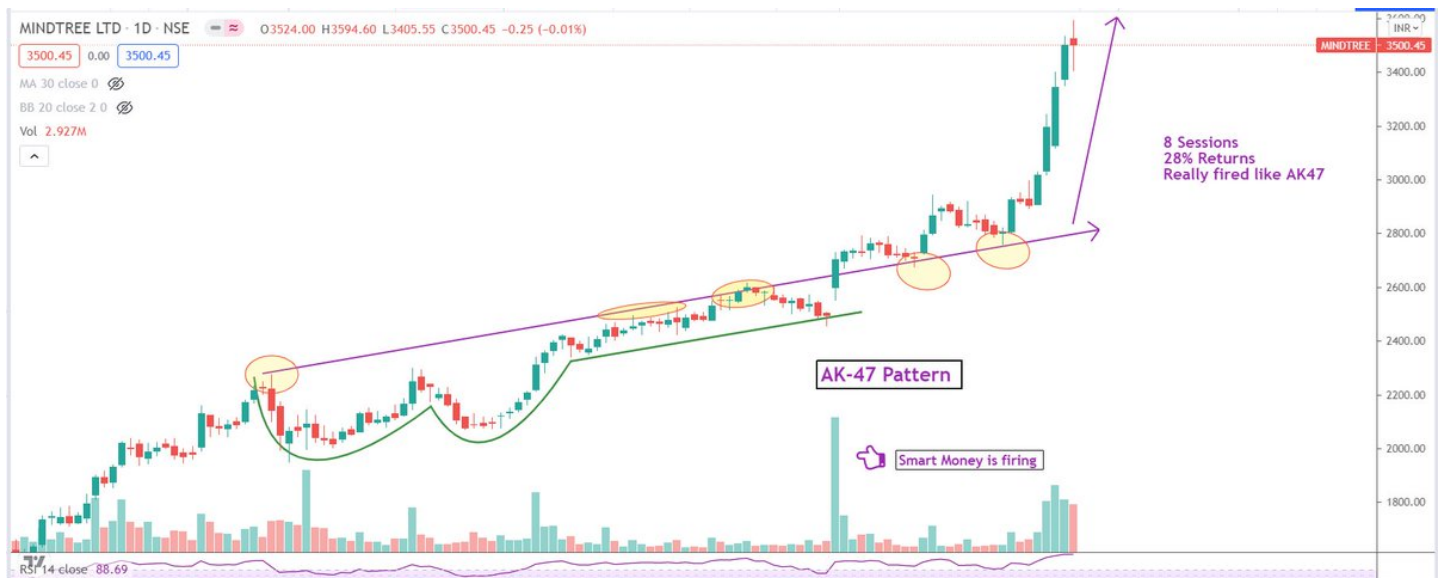 MINDTREE LTD · 1D · NSE O3524.00 H3594.60 L3405.55 C3500.45 −0.25 (−0.01%)
3500.45 0.00 3500.45
MA 30 close 0
BB 20 close 2 0
Vol 2.927M
INR
MINDTREE 3500.45
3400.00
3200.00
3000.00
2800.00
2600.00
2400.00
2200.00
2000.00
1800.00
8 Sessions
28% Returns
Really fired like AK47
AK-47 Pattern
Smart Money is firing
RSI 14 close 88.69